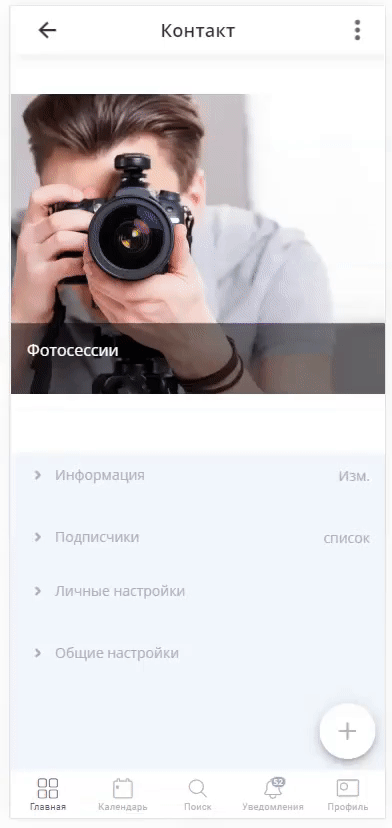 Контакт
Фотосессии
Информация Изм.
Подписчики список
Личные настройки
Общие настройки
52
Главная Календарь Поиск Уведомления Профиль